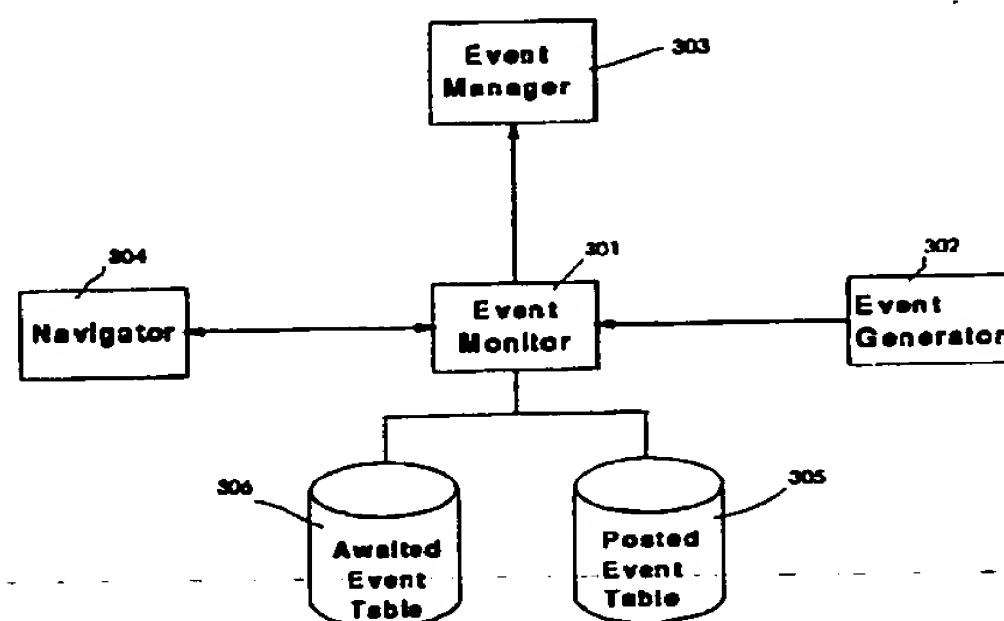 Event
Manager
303
304
Navigator
301
Event
Monitor
302
Event
Generator
306
Awaited
Event
Table
305
Posted
Event
Table